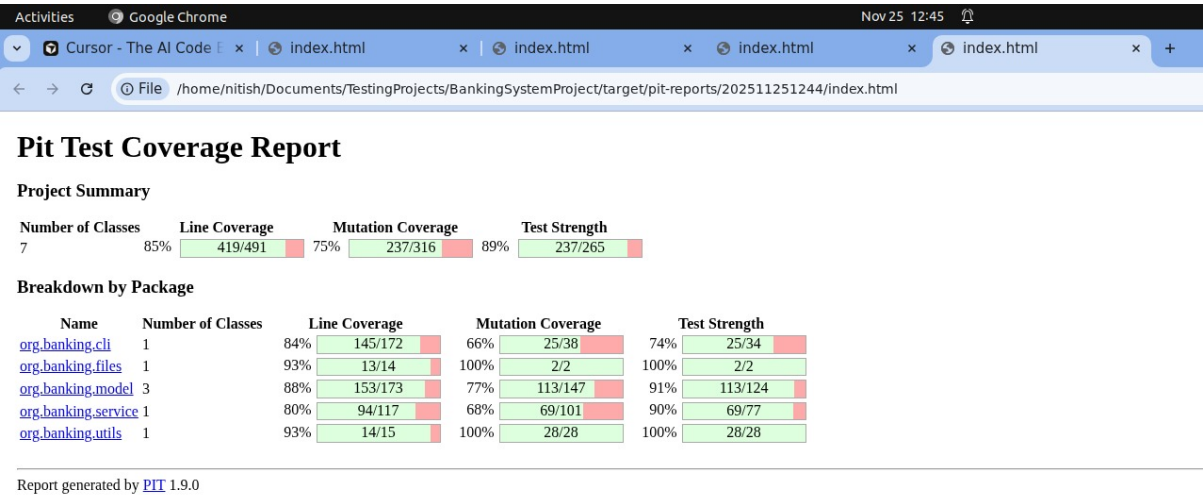 Activities Google Chrome Nov 25 12:45
Cursor - The AI Code E × index.html × index.html × index.html × index.html × +
File /home/nitish/Documents/TestingProjects/BankingSystemProject/target/pit-reports/202511251244/index.html
Pit Test Coverage Report
Project Summary
Number of Classes Line Coverage Mutation Coverage Test Strength
7 85% 419/491 75% 237/316 89% 237/265
Breakdown by Package
Name Number of Classes Line Coverage Mutation Coverage Test Strength
org.banking.cli 1 84% 145/172 66% 25/38 74% 25/34
org.banking.files 1 93% 13/14 100% 2/2 100% 2/2
org.banking.model 3 88% 153/173 77% 113/147 91% 113/124
org.banking.service 1 80% 94/117 68% 69/101 90% 69/77
org.banking.utils 1 93% 14/15 100% 28/28 100% 28/28
Report generated by PIT 1.9.0